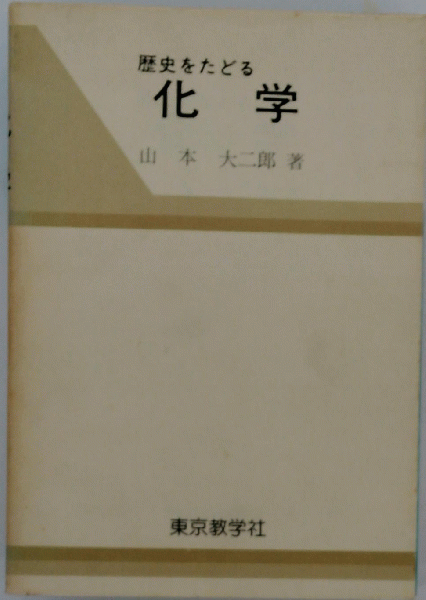 歴史をたどる
化 学
山 本 大二郎 著
東京教学社